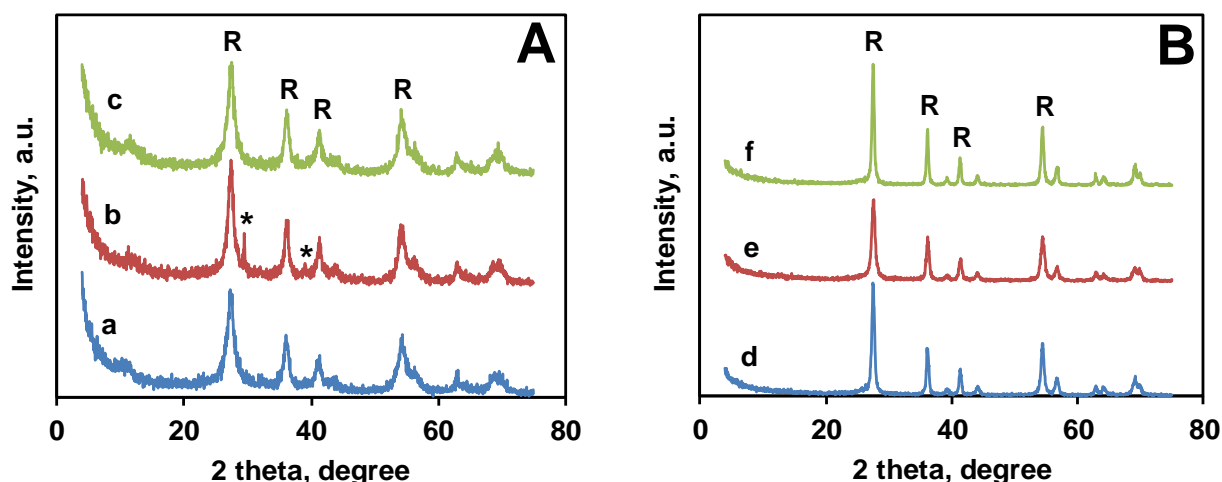 A
R
R
R
R
c
b
*
*
a
Intensity, a.u.
0 20 40 60 80
2 theta, degree
B
R
R
R
R
f
e
d
Intensity, a.u.
0 20 40 60 80
2 theta, degree